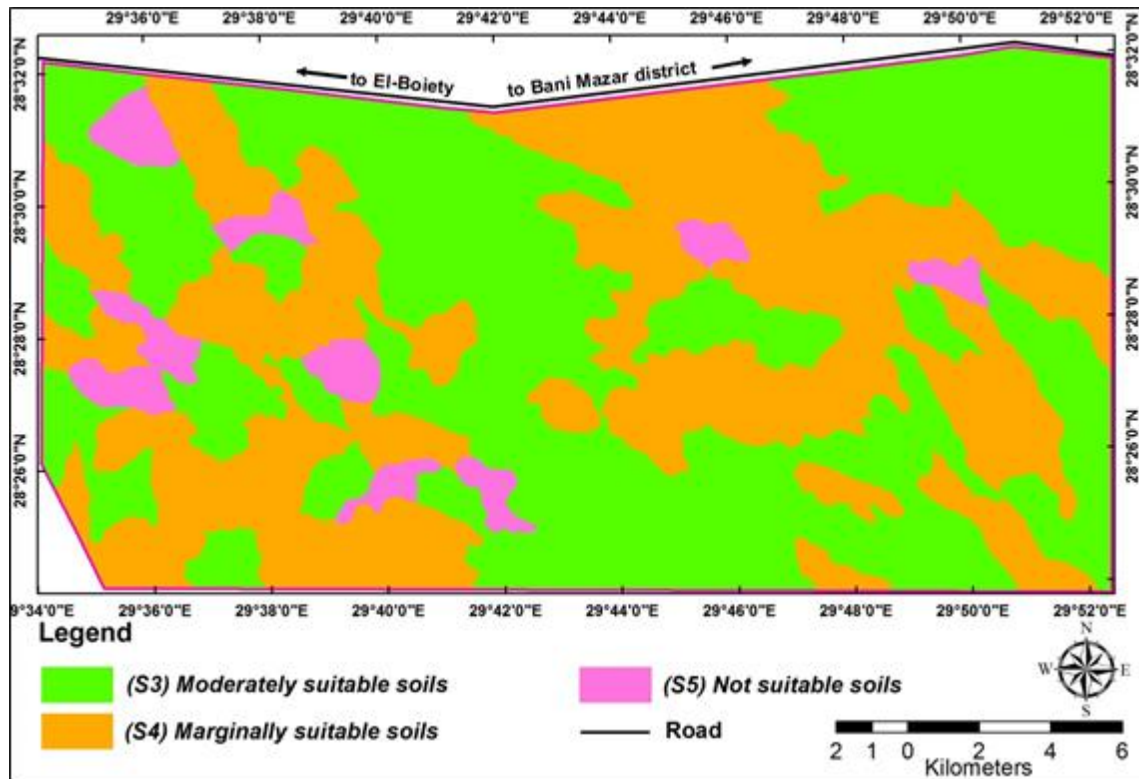 29°36'0"E 29°38'0"E 29°40'0"E 29°42'0"E 29°44'0"E 29°46'0"E 29°48'0"E 29°50'0"E 29°52'0"E
28°32'0"N
28°30'0"N
28°28'0"N
28°26'0"N
to El-Boiety
to Bani Mazar district
28°32'0"N
28°30'0"N
28°28'0"N
28°26'0"N
9°34'0"E 29°36'0"E 29°38'0"E 29°40'0"E 29°42'0"E 29°44'0"E 29°46'0"E 29°48'0"E 29°50'0"E 29°52'0"E
Legend
(S3) Moderately suitable soils
(S4) Marginally suitable soils
(S5) Not suitable soils
Road
N
W E
S
2 1 0 2 4 6
Kilometers